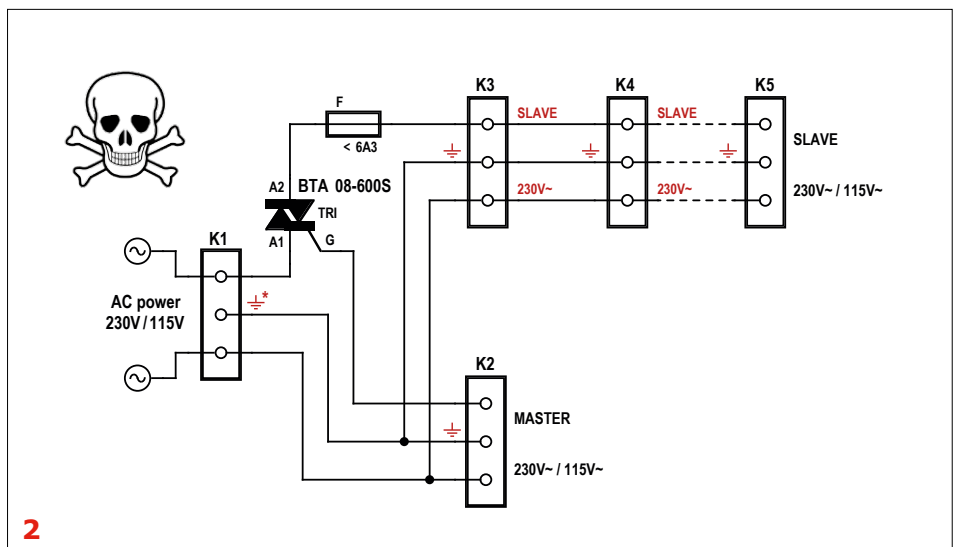 K3
K4
K5
F
SLAVE
SLAVE
SLAVE
< 6A3
A2
BTA 08-600S
TRI
230V~
230V~
230V~ / 115V~
A1
G
K1
*
AC power
230V / 115V
K2
MASTER
230V~ / 115V~
2